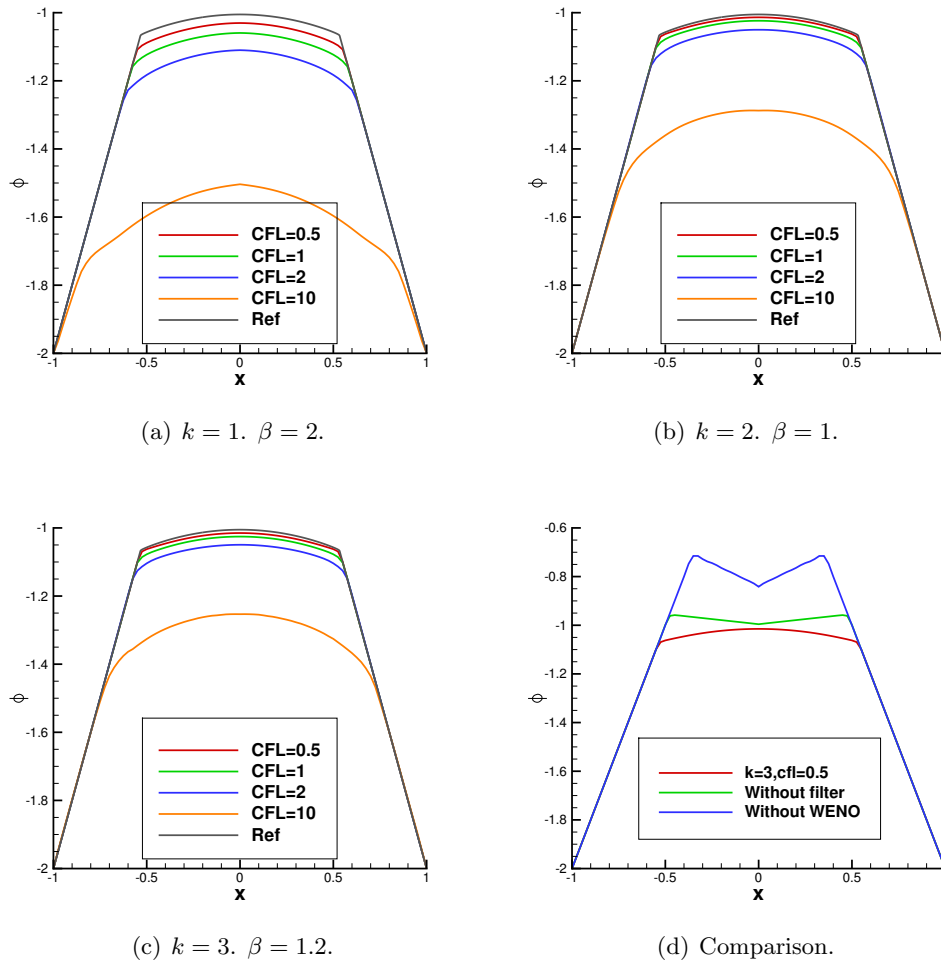 -1
-1.2
-1.4
ϕ
-1.6
-1.8
-2
-1
-0.5
0
0.5
1
x
CFL=0.5
CFL=1
CFL=2
CFL=10
Ref
(a) k = 1. β = 2.
-1
-1.2
-1.4
ϕ
-1.6
-1.8
-2
-1
-0.5
0
0.5
x
CFL=0.5
CFL=1
CFL=2
CFL=10
Ref
(b) k = 2. β = 1.
-1
-1.2
-1.4
ϕ
-1.6
-1.8
-2
-1
-0.5
0
0.5
1
x
CFL=0.5
CFL=1
CFL=2
CFL=10
Ref
(c) k = 3. β = 1.2.
-0.6
-0.8
-1
-1.2
ϕ
-1.4
-1.6
-1.8
-2
-1
-0.5
0
0.5
x
k=3,cfl=0.5
Without filter
Without WENO
(d) Comparison.